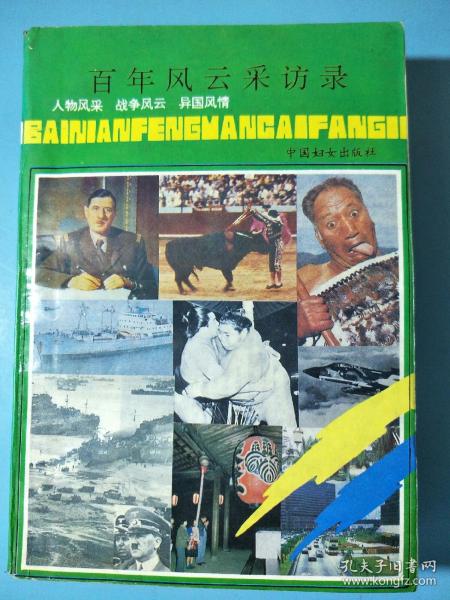 百年风云采访录
人物风采 战争风云 异国风情
BAINIANFENGYANCAIFANGLU
中国妇女出版社
孔夫子旧书网
book.kongfz.com